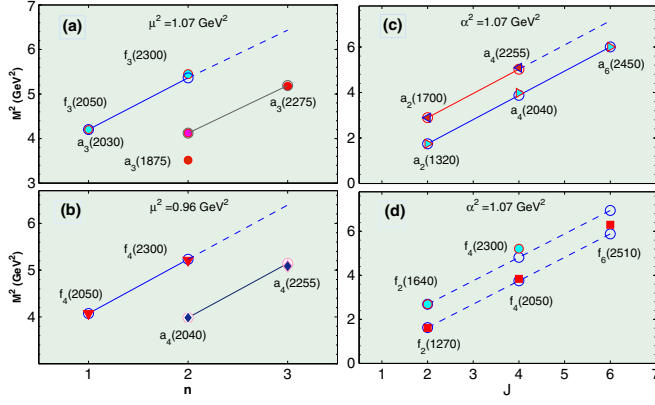 (a)
μ² =1.07 GeV²
f₃(2300)
f₃(2050)
a₃(2030)
a₃(2275)
a₃(1875)
M² (GeV²)
7
6
5
4
3
(b)
μ² =0.96 GeV²
f₄(2300)
f₄(2050)
a₄(2255)
a₄(2040)
M² (GeV²)
6
5
4
1 2 3
n
(c)
α² =1.07 GeV²
a₄(2255)
a₂(1700)
a₆(2450)
a₄(2040)
a₂(1320)
6
4
2
0
(d)
α² =1.07 GeV²
f₄(2300)
f₂(1640)
f₆(2510)
f₄(2050)
f₂(1270)
6
4
2
0
1 2 3 4 5 6 7
J